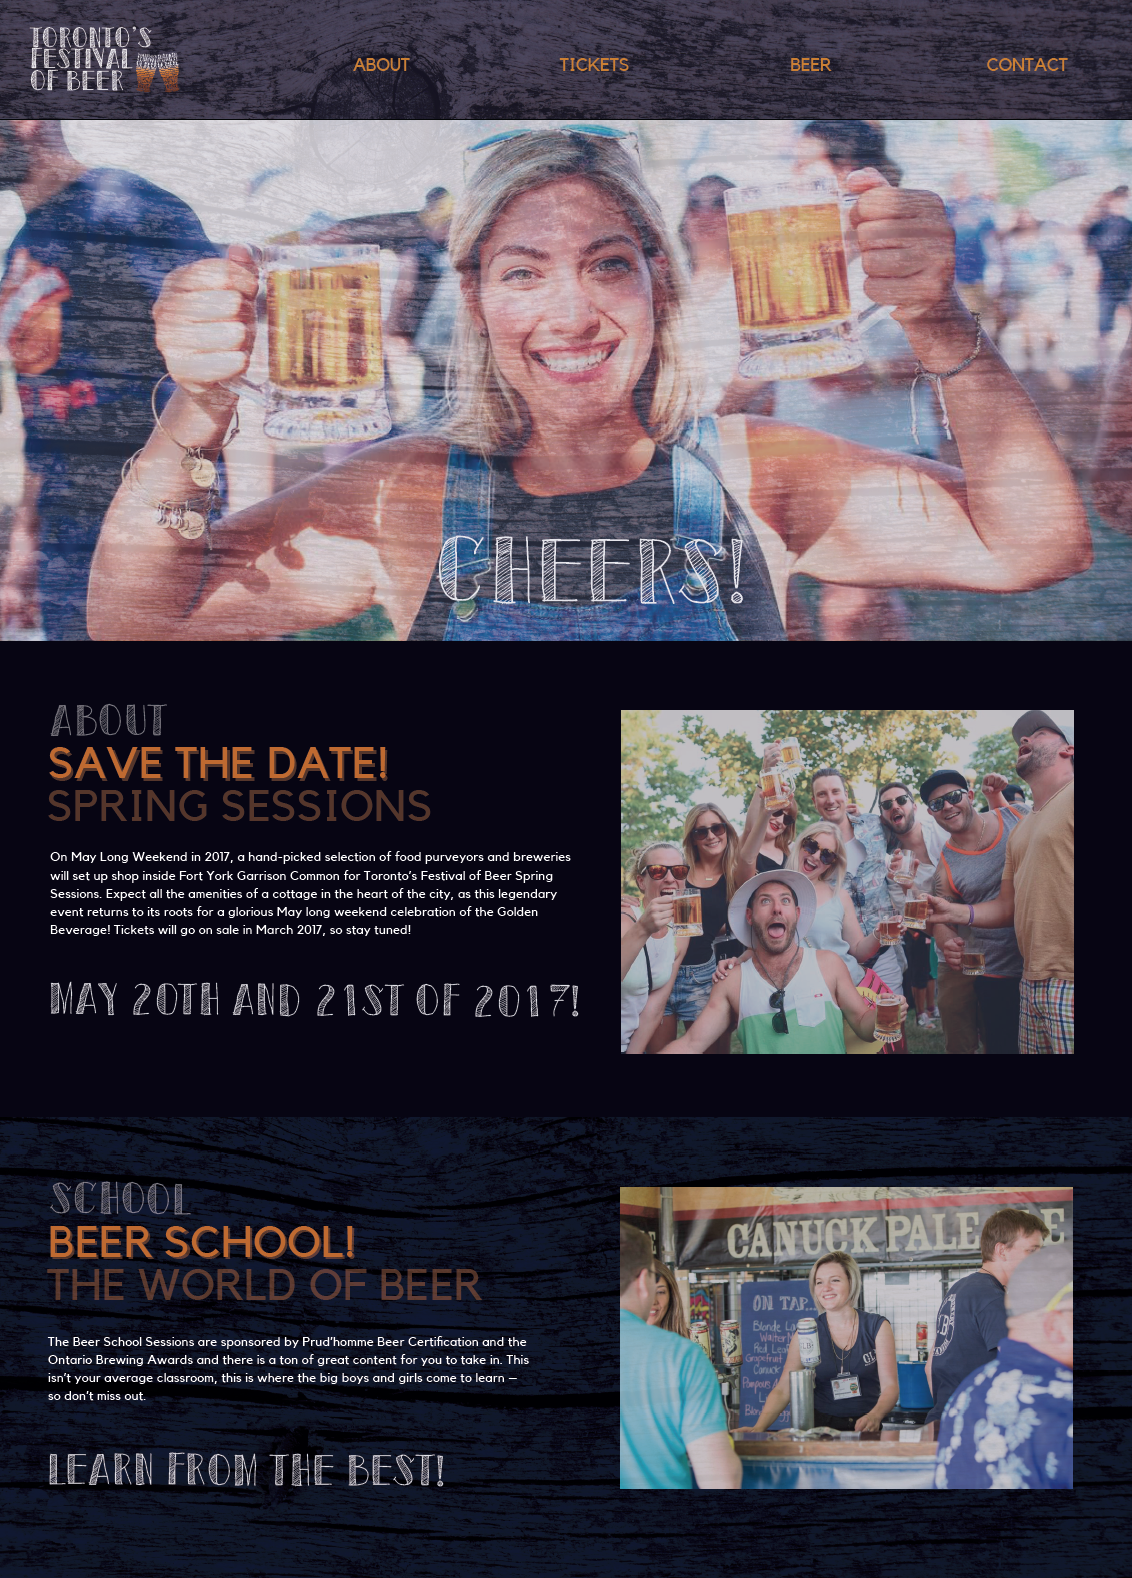 TORONTO'S
FESTIVAL
OF BEER
ABOUT
TICKETS
BEER
CONTACT
CHEERS!
ABOUT
SAVE THE DATE!
SPRING SESSIONS
On May Long Weekend in 2017, a hand-picked selection of food purveyors and breweries
will set up shop inside Fort York Garrison Common for Toronto's Festival of Beer Spring
Sessions. Expect all the amenities of a cottage in the heart of the city, as this legendary
event returns to its roots for a glorious May long weekend celebration of the Golden
Beverage! Tickets will go on sale in March 2017, so stay tuned!
MAY 20TH AND 21ST OF 2017!
SCHOOL
BEER SCHOOL!
THE WORLD OF BEER
The Beer School Sessions are sponsored by Prud'homme Beer Certification and the
Ontario Brewing Awards and there is a ton of great content for you to take in. This
isn't your average classroom, this is where the big boys and girls come to learn –
so don't miss out.
LEARN FROM THE BEST!
CANUCK PALE
ON TAP...
Blonde
Red
Grapefruit
Canuck